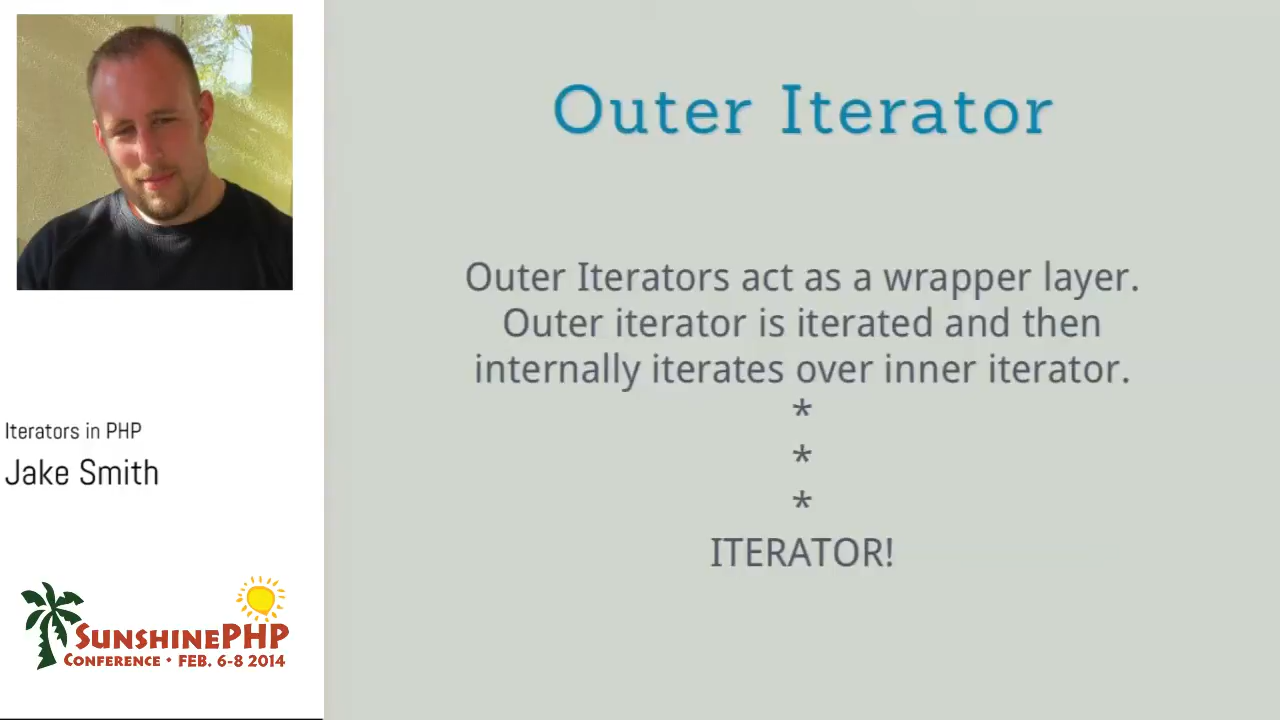 Outer Iterator
Outer Iterators act as a wrapper layer.
Outer iterator is iterated and then
internally iterates over inner iterator.
*
*
*
ITERATOR!
Iterators in PHP
Jake Smith
SUNSHINEPHP
CONFERENCE • FEB. 6-8 2014